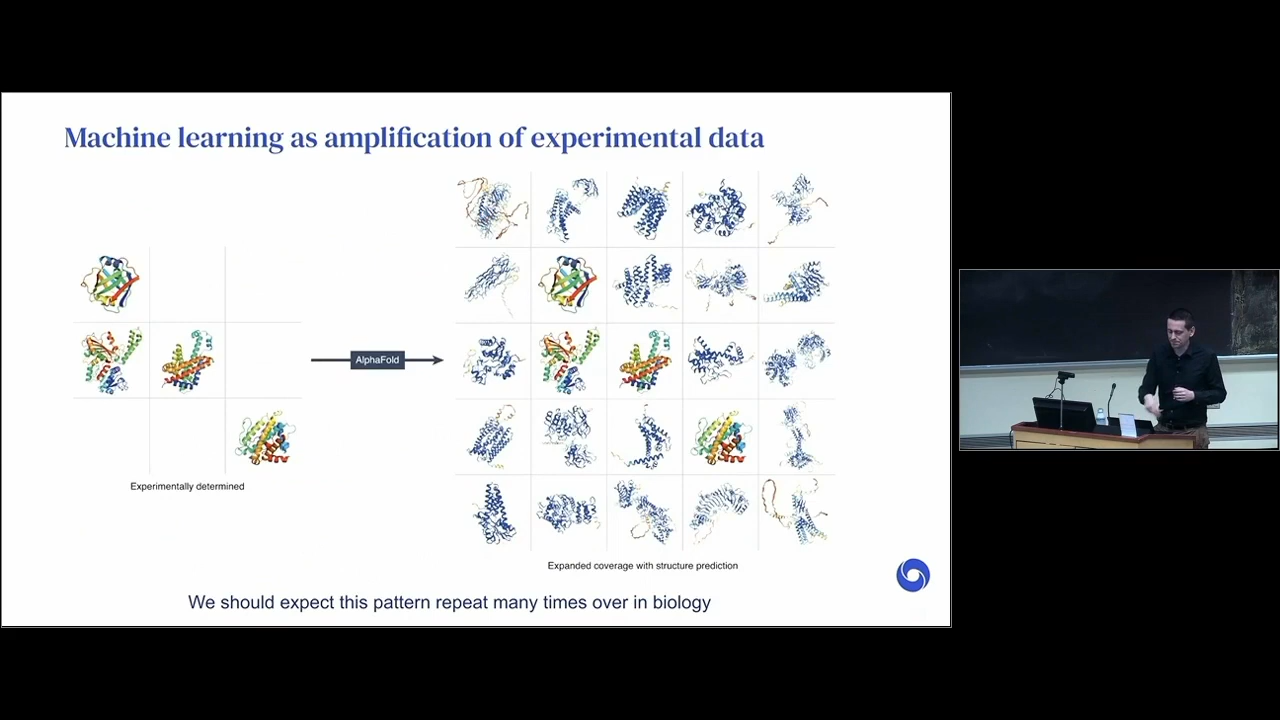 Machine learning as amplification of experimental data
AlphaFold
Experimentally determined
Expanded coverage with structure prediction
We should expect this pattern repeat many times over in biology